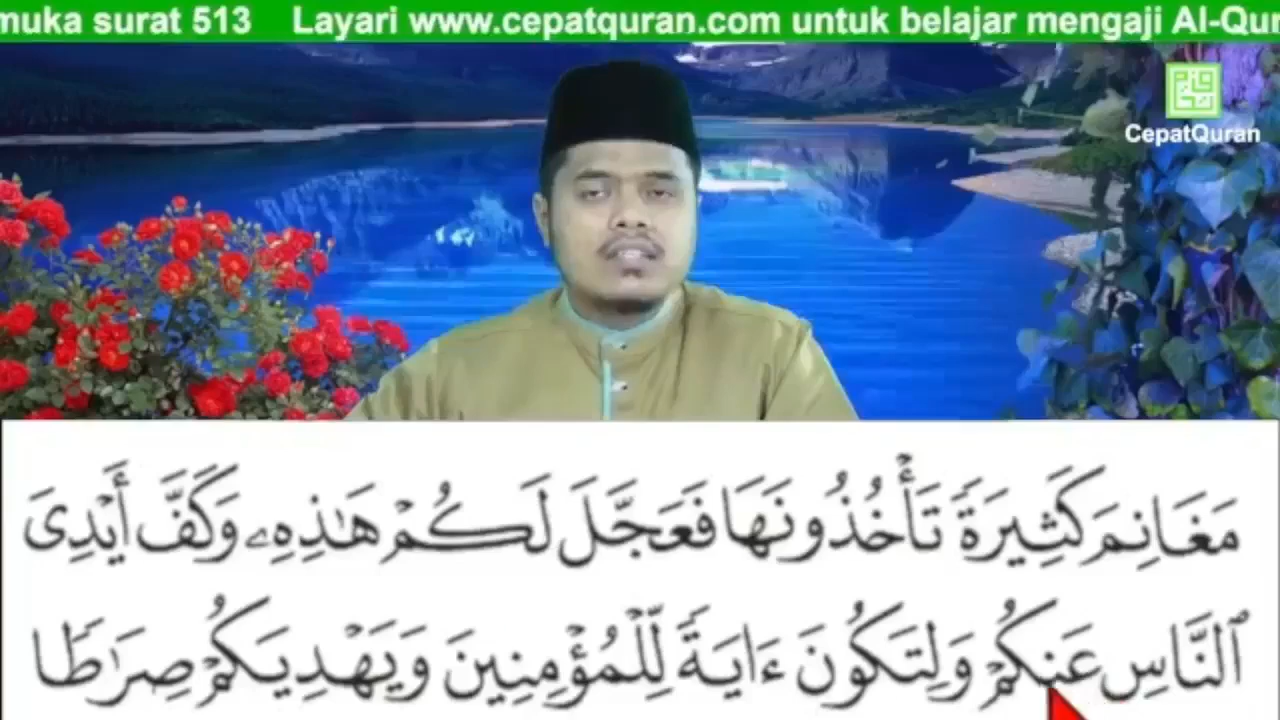 muka surat 513    Layari www.cepatquran.com untuk belajar mengaji Al-Qur
CepatQuran
مَغَانِمَ كَثِيرَةً تَأْخُذُونَهَا فَعَجَّلَ لَكُمْ هَٰذِهِۦ وَكَفَّ أَيْدِىَ
ٱلنَّاسِ عَنكُمْ وَلِتَكُونَ ءَايَةً لِّلْمُؤْمِنِينَ وَيَهْدِيَكُمْ صِرَٰطًا